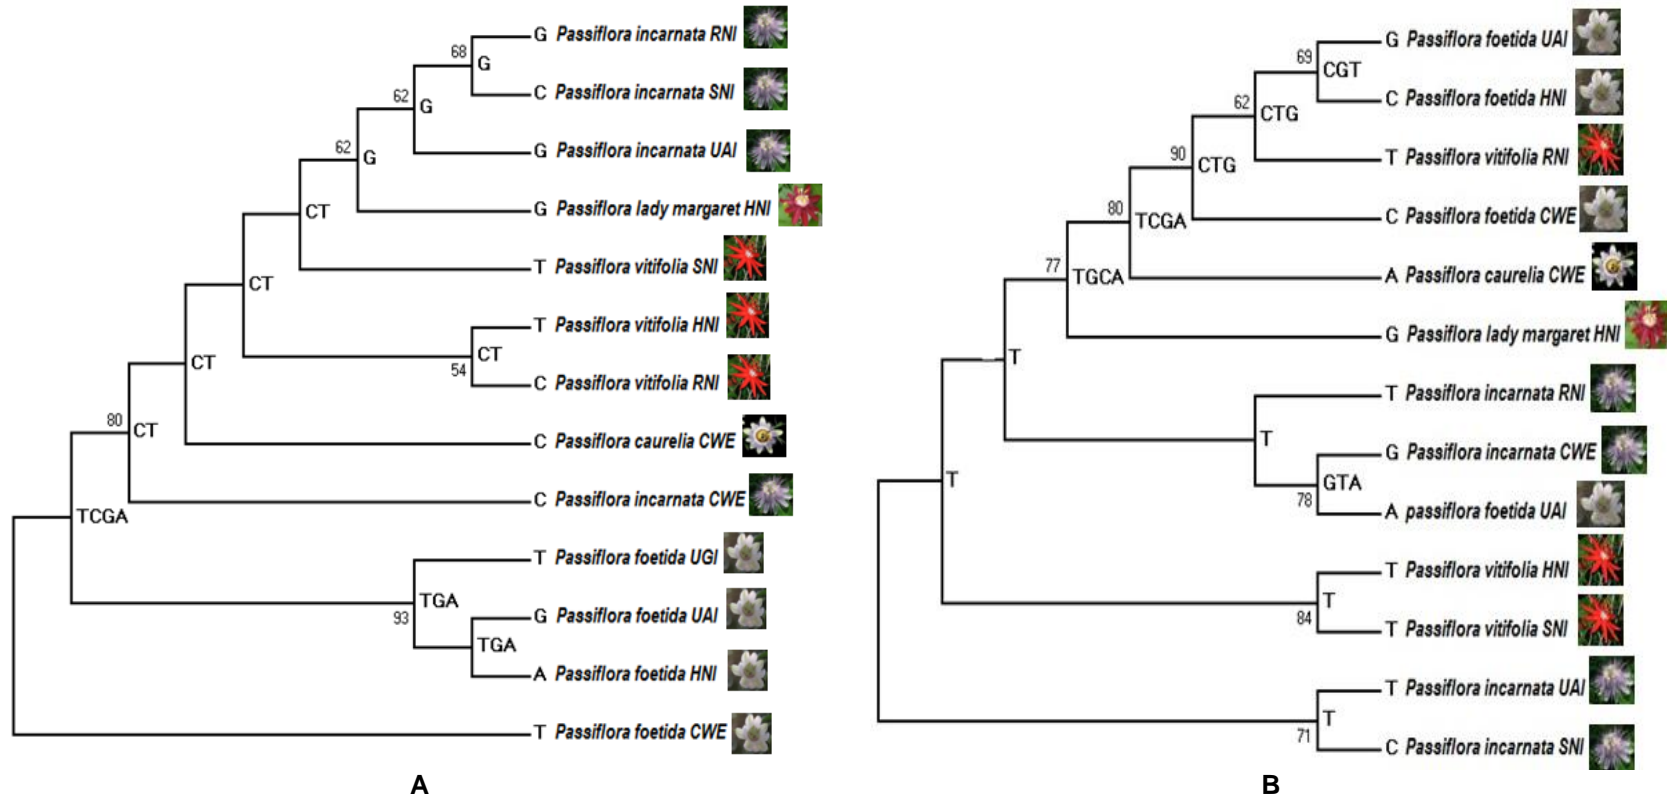 G Passiflora incarnata RNI
68
G
C Passiflora incarnata SNI
62
G
G Passiflora incarnata UAI
62
G
G Passiflora lady margaret HNI
CT
T Passiflora vitifolia SNI
CT
T Passiflora vitifolia HNI
CT
54
C Passiflora vitifolia RNI
CT
C Passiflora caurelia CWE
80
CT
C Passiflora incarnata CWE
TCGA
T Passiflora foetida UGI
TGA
93
G Passiflora foetida UAI
TGA
A Passiflora foetida HNI
T Passiflora foetida CWE
A
G Passiflora foetida UAI
69
CGT
C Passiflora foetida HNI
62
CTG
T Passiflora vitifolia RNI
90
CTG
C Passiflora foetida CWE
80
TCGA
A Passiflora caurelia CWE
77
TGCA
G Passiflora lady margaret HNI
T
T Passiflora incarnata RNI
T
G Passiflora incarnata CWE
GTA
78
A passiflora foetida UAI
T
T Passiflora vitifolia HNI
T
84
T Passiflora vitifolia SNI
T Passiflora incarnata UAI
T
71
C Passiflora incarnata SNI
B